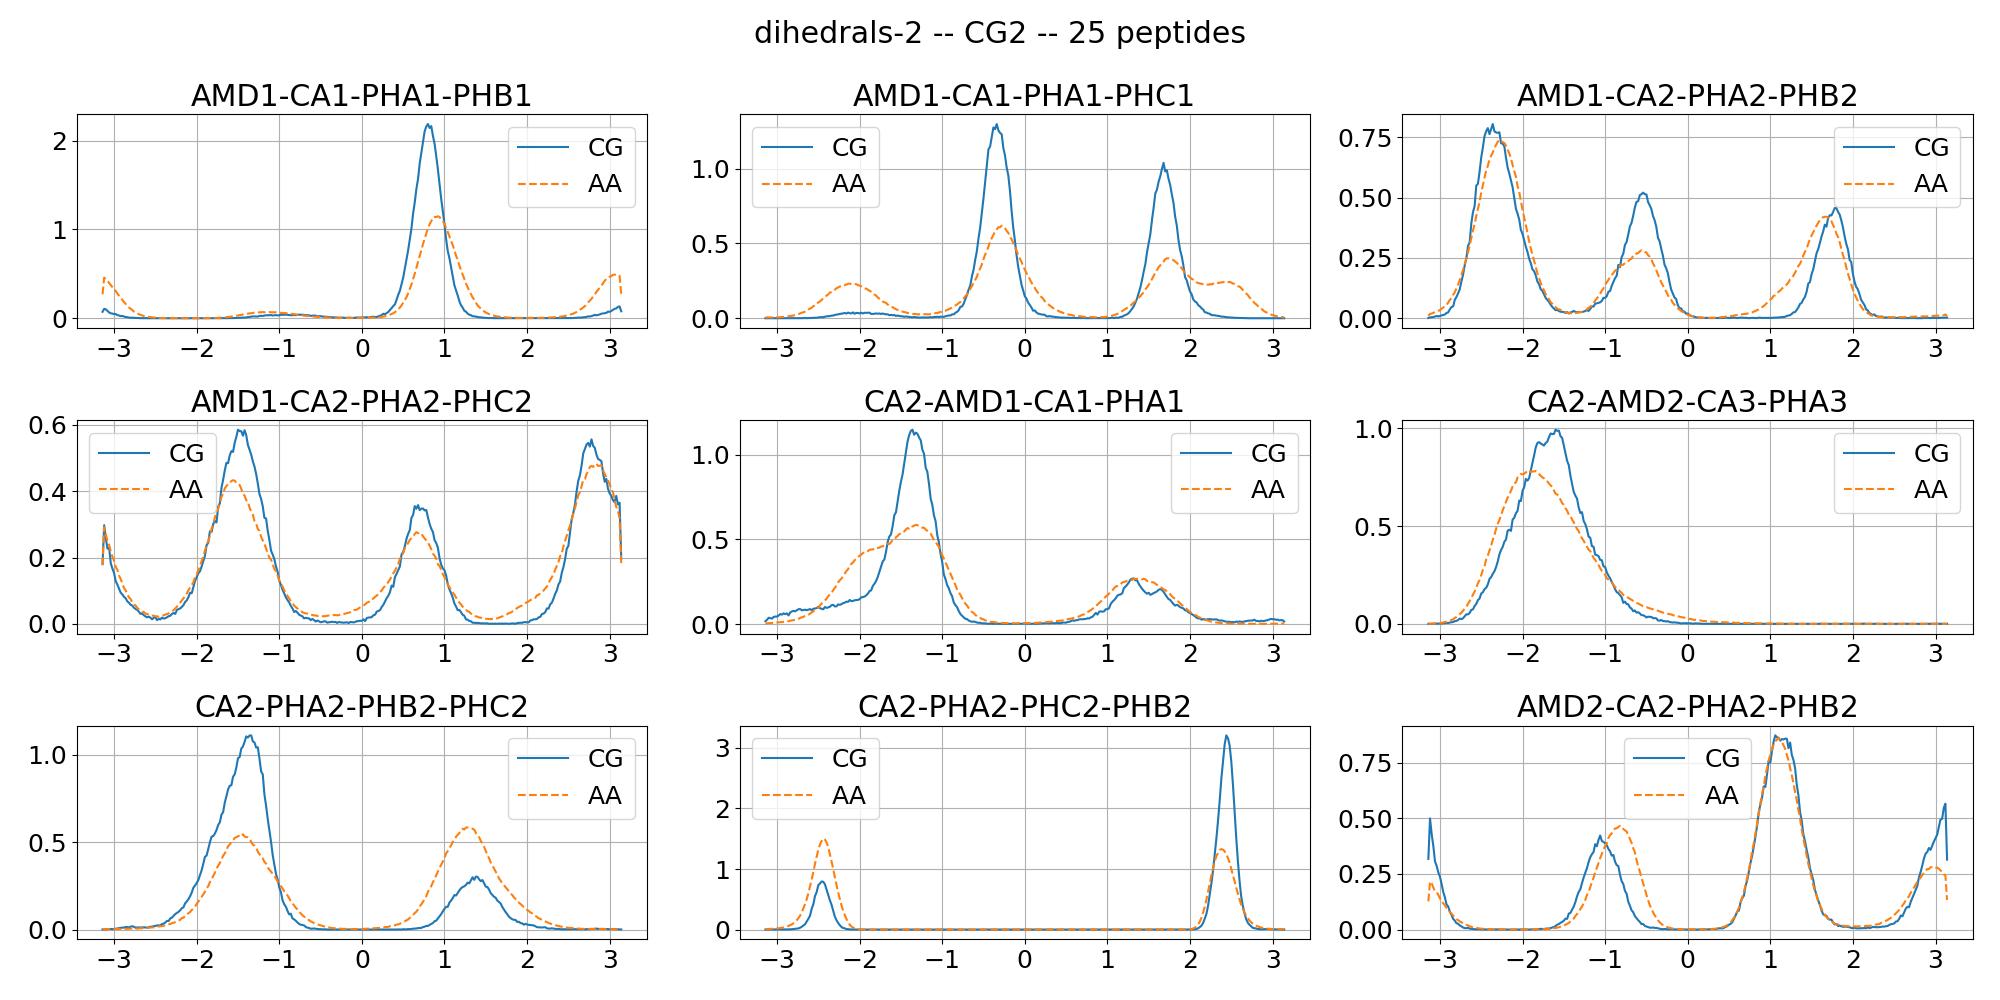 dihedrals-2 -- CG2 -- 25 peptides
AMD1-CA1-PHA1-PHB1
CG
AA
2
1
0
−3 −2 −1 0 1 2 3
AMD1-CA1-PHA1-PHC1
CG
AA
1.0
0.5
0.0
−3 −2 −1 0 1 2 3
AMD1-CA2-PHA2-PHB2
CG
AA
0.75
0.50
0.25
0.00
−3 −2 −1 0 1 2 3
AMD1-CA2-PHA2-PHC2
CG
AA
0.6
0.4
0.2
0.0
−3 −2 −1 0 1 2 3
CA2-AMD1-CA1-PHA1
CG
AA
1.0
0.5
0.0
−3 −2 −1 0 1 2 3
CA2-AMD2-CA3-PHA3
CG
AA
1.0
0.5
0.0
−3 −2 −1 0 1 2 3
CA2-PHA2-PHB2-PHC2
CG
AA
1.0
0.5
0.0
−3 −2 −1 0 1 2 3
CA2-PHA2-PHC2-PHB2
CG
AA
3
2
1
0
−3 −2 −1 0 1 2 3
AMD2-CA2-PHA2-PHB2
CG
AA
0.75
0.50
0.25
0.00
−3 −2 −1 0 1 2 3